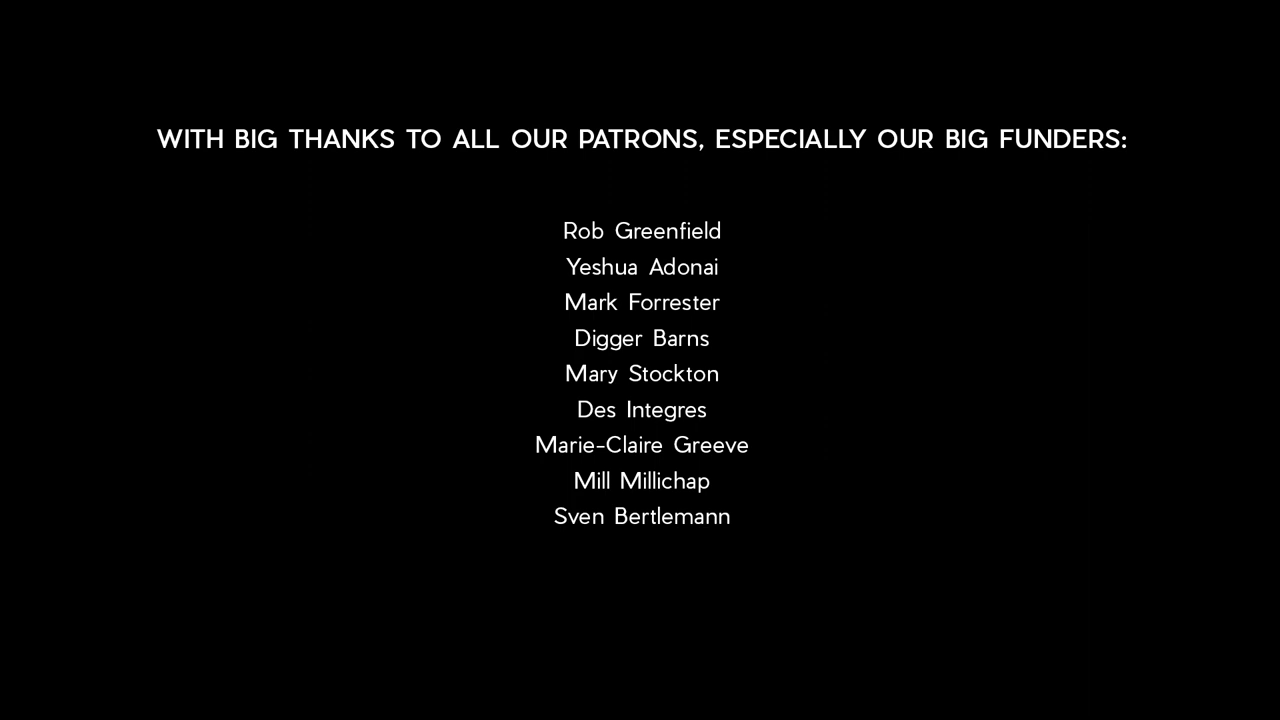 WITH BIG THANKS TO ALL OUR PATRONS, ESPECIALLY OUR BIG FUNDERS:
Rob Greenfield
Yeshua Adonai
Mark Forrester
Digger Barns
Mary Stockton
Des Integres
Marie-Claire Greeve
Mill Millichap
Sven Bertlemann